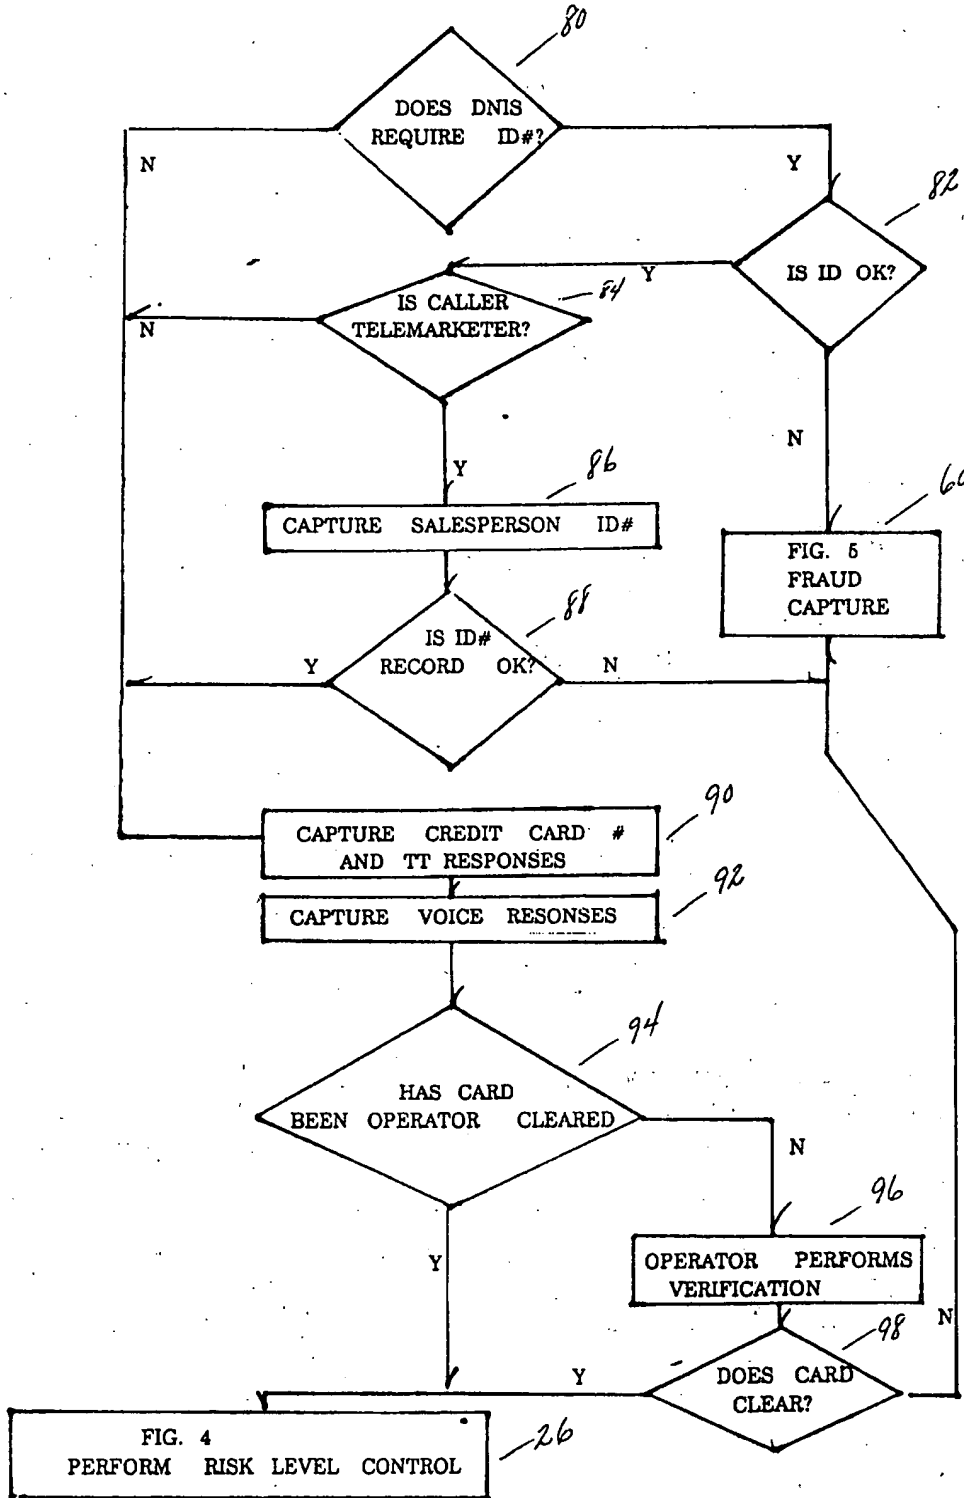 80
DOES DNIS
REQUIRE ID#?
N
Y
82
IS ID OK?
Y
84
IS CALLER
TELEMARKETER?
N
N
Y
86
CAPTURE SALESPERSON ID#
FIG. 5
FRAUD
CAPTURE
88
IS ID#
RECORD OK?
Y
N
90
CAPTURE CREDIT CARD #
AND TT RESPONSES
92
CAPTURE VOICE RESONSES
94
HAS CARD
BEEN OPERATOR CLEARED
N
96
Y
OPERATOR PERFORMS
VERIFICATION
N
98
Y
DOES CARD
CLEAR?
FIG. 4
PERFORM RISK LEVEL CONTROL
26